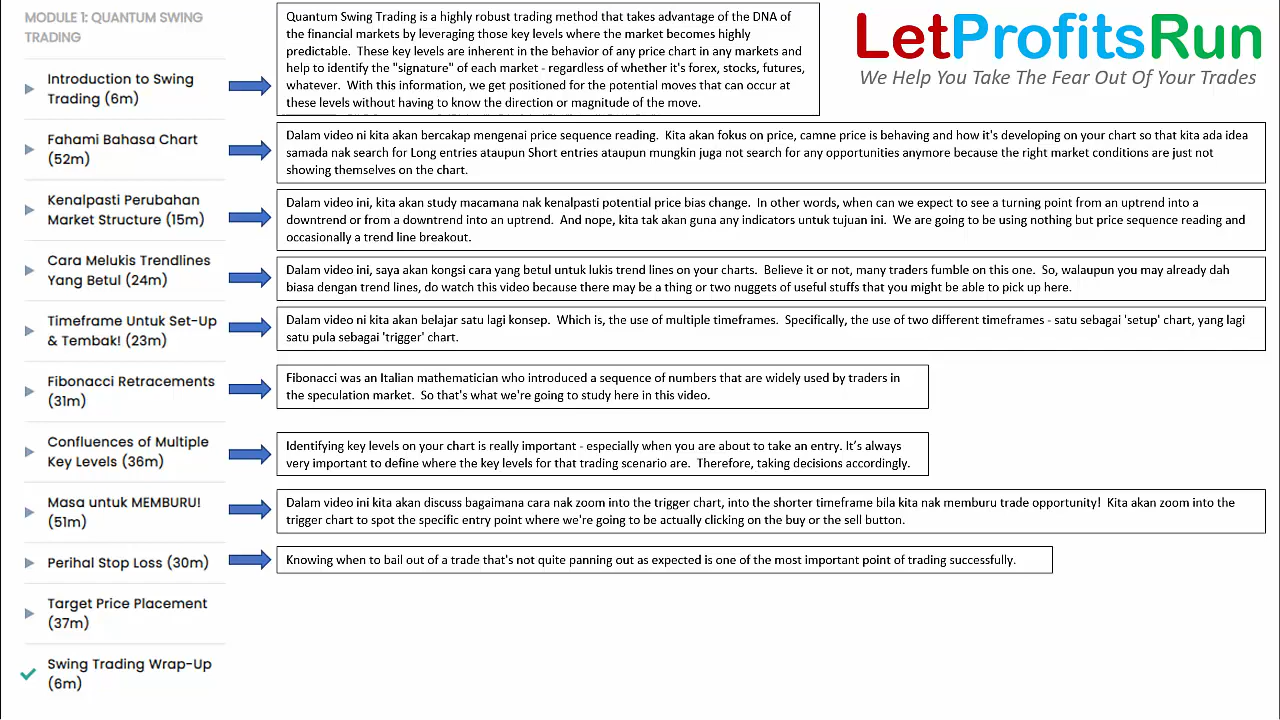 MODULE 1: QUANTUM SWING
TRADING
LetProfitsRun
We Help You Take The Fear Out Of Your Trades
Introduction to Swing
Trading (6m)
Quantum Swing Trading is a highly robust trading method that takes advantage of the DNA of
the financial markets by leveraging those key levels where the market becomes highly
predictable. These key levels are inherent in the behavior of any price chart in any markets and
help to identify the "signature" of each market - regardless of whether it's forex, stocks, futures,
whatever. With this information, we get positioned for the potential moves that can occur at
these levels without having to know the direction or magnitude of the move.
Fahami Bahasa Chart
(52m)
Dalam video ni kita akan bercakap mengenai price sequence reading. Kita akan fokus on price, camne price is behaving and how it's developing on your chart so that kita ada idea
samada nak search for Long entries ataupun Short entries ataupun mungkin juga not search for any opportunities anymore because the right market conditions are just not
showing themselves on the chart.
Kenalpasti Perubahan
Market Structure (15m)
Dalam video ini, kita akan study macamana nak kenalpasti potential price bias change. In other words, when can we expect to see a turning point from an uptrend into a
downtrend or from a downtrend into an uptrend. And nope, kita tak akan guna any indicators untuk tujuan ini. We are going to be using nothing but price sequence reading and
occasionally a trend line breakout.
Cara Melukis Trendlines
Yang Betul (24m)
Dalam video ini, saya akan kongsi cara yang betul untuk lukis trend lines on your charts. Believe it or not, many traders fumble on this one. So, walaupun you may already dah
biasa dengan trend lines, do watch this video because there may be a thing or two nuggets of useful stuffs that you might be able to pick up here.
Timeframe Untuk Set-Up
& Tembak! (23m)
Dalam video ni kita akan belajar satu lagi konsep. Which is, the use of multiple timeframes. Specifically, the use of two different timeframes - satu sebagai 'setup' chart, yang lagi
satu pula sebagai 'trigger' chart.
Fibonacci Retracements
(31m)
Fibonacci was an Italian mathematician who introduced a sequence of numbers that are widely used by traders in
the speculation market. So that's what we're going to study here in this video.
Confluences of Multiple
Key Levels (36m)
Identifying key levels on your chart is really important - especially when you are about to take an entry. It's always
very important to define where the key levels for that trading scenario are. Therefore, taking decisions accordingly.
Masa untuk MEMBURU!
(51m)
Dalam video ini kita akan discuss bagaimana cara nak zoom into the trigger chart, into the shorter timeframe bila kita nak memburu trade opportunity! Kita akan zoom into the
trigger chart to spot the specific entry point where we're going to be actually clicking on the buy or the sell button.
Perihal Stop Loss (30m)
Knowing when to bail out of a trade that's not quite panning out as expected is one of the most important point of trading successfully.
Target Price Placement
(37m)
Swing Trading Wrap-Up
(6m)